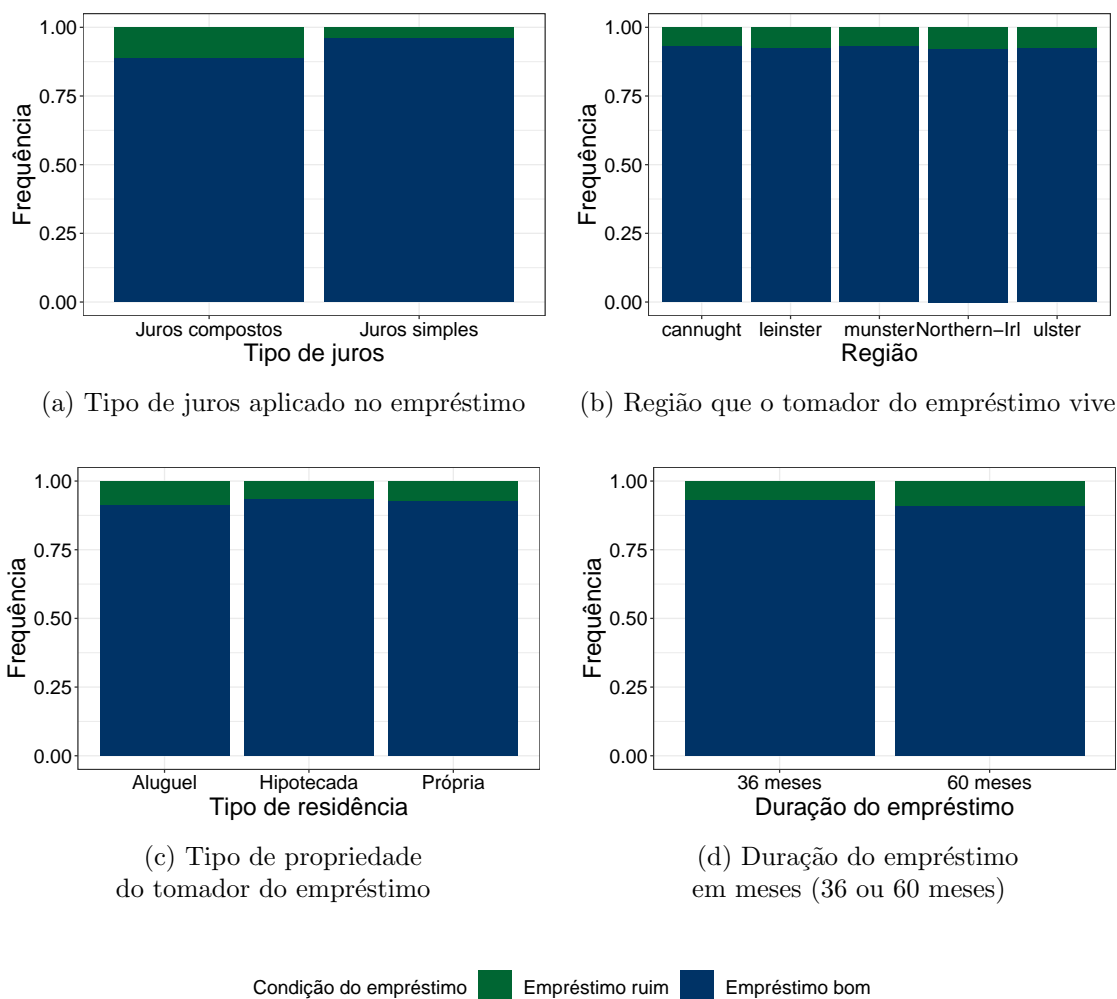 1.00
0.75
0.50
0.25
0.00
Frequência
Juros compostos Juros simples
Tipo de juros
(a) Tipo de juros aplicado no empréstimo
1.00
0.75
0.50
0.25
0.00
Frequência
cannught leinster munster Northern−Irl ulster
Região
(b) Região que o tomador do empréstimo vive
1.00
0.75
0.50
0.25
0.00
Frequência
Aluguel Hipotecada Própria
Tipo de residência
(c) Tipo de propriedade
do tomador do empréstimo
1.00
0.75
0.50
0.25
0.00
Frequência
36 meses 60 meses
Duração do empréstimo
(d) Duração do empréstimo
em meses (36 ou 60 meses)
Condição do empréstimo Empréstimo ruim Empréstimo bom